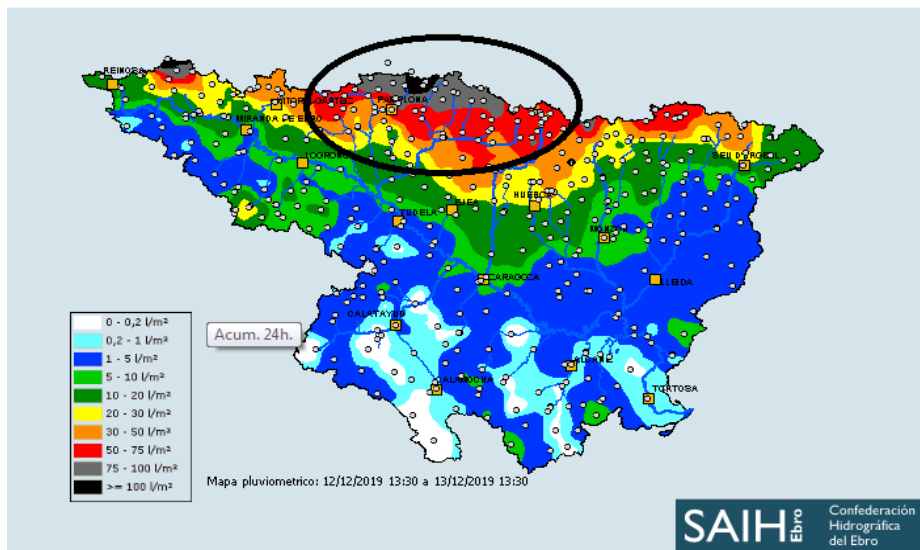 REINOSA
VITORIA-GASTEIZ
PAMPLONA
MIRANDA DE EBRO
LOGROÑO
SEU D'URGELL
HUESCA
EJEA
TUDELA
MONZON
ZARAGOZA
LLEIDA
CALATAYUD
ALCAÑIZ
CALAMOCHA
TORTOSA
Acum. 24h.
0 - 0,2 l/m²
0,2 - 1 l/m²
1 - 5 l/m²
5 - 10 l/m²
10 - 20 l/m²
20 - 30 l/m²
30 - 50 l/m²
50 - 75 l/m²
75 - 100 l/m²
>= 100 l/m²
Mapa pluviometrico: 12/12/2019 13:30 a 13/12/2019 13:30
SAIH Ebro
Confederación
Hidrográfica
del Ebro